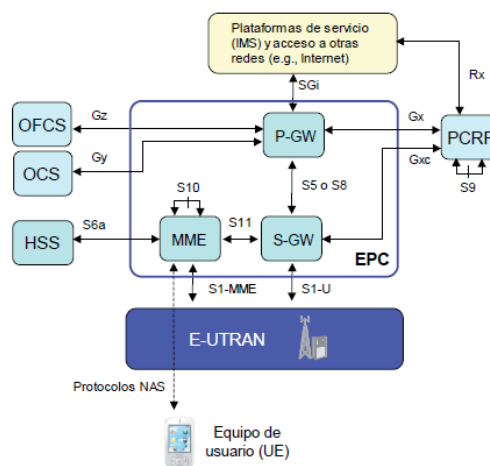 Plataformas de servicio
(IMS) y acceso a otras
redes (e.g., Internet)
SGi
Rx
OFCS
Gz
P-GW
Gx
PCRF
OCS
Gy
Gxc
S10
S5 o S8
S9
HSS
S6a
MME
S11
S-GW
EPC
S1-MME
S1-U
E-UTRAN
Protocolos NAS
Equipo de
usuario (UE)